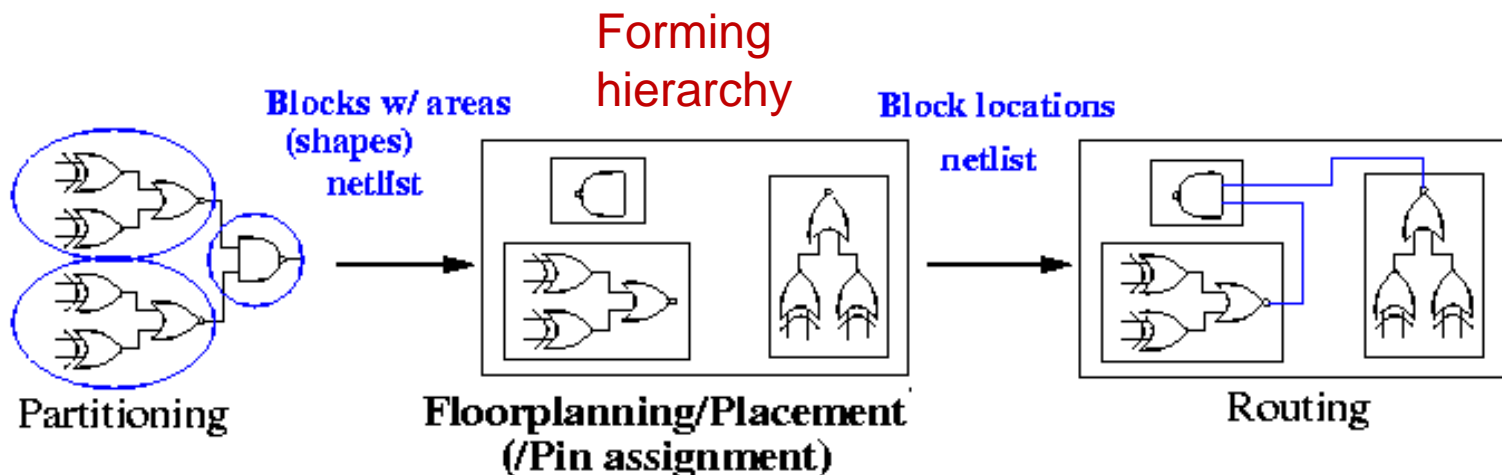 Forming
hierarchy
Blocks w/ areas
(shapes)
netlist
Block locations
netlist
Partitioning
Floorplanning/Placement
(/Pin assignment)
Routing